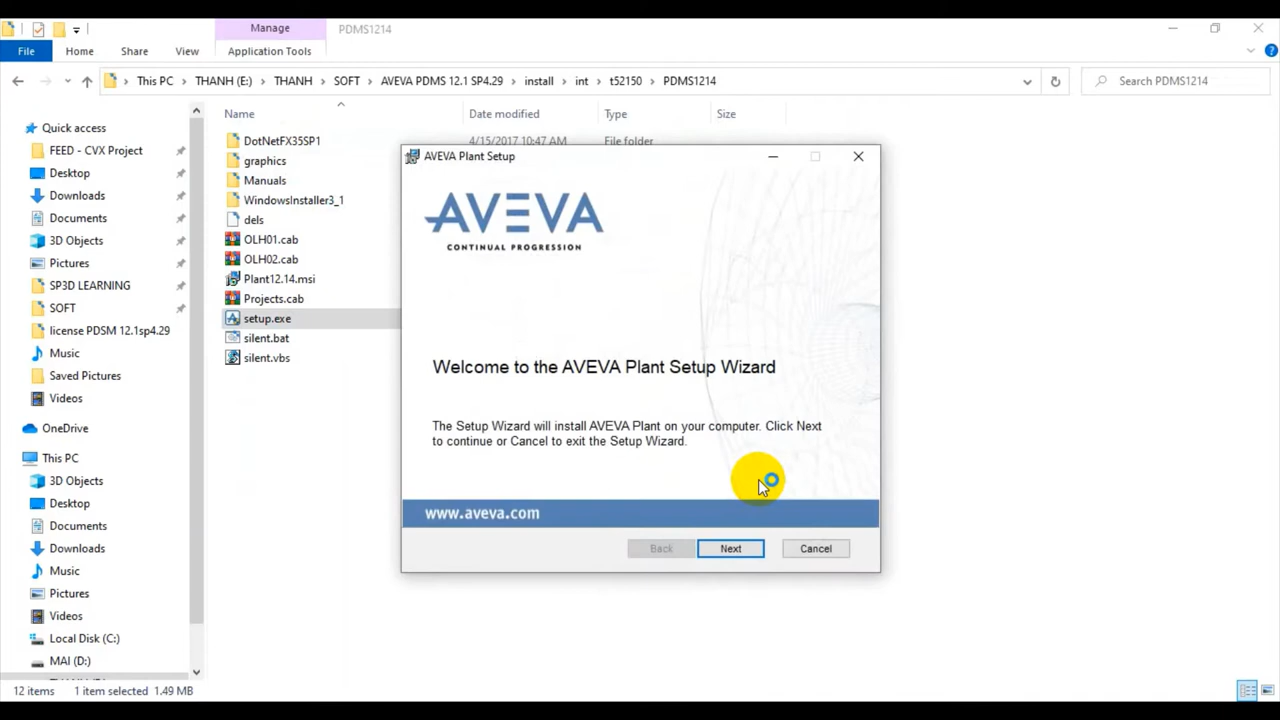 Manage
PDMS1214
File
Home
Share
View
Application Tools
This PC
THANH (E:)
THANH
SOFT
AVEVA PDMS 12.1 SP4.29
install
int
t52150
PDMS1214
Search PDMS1214
Name
Date modified
Type
Size
Quick access
FEED - CVX Project
Desktop
Downloads
Documents
3D Objects
Pictures
SP3D LEARNING
SOFT
license PDSM 12.1sp4.29
Music
Saved Pictures
Videos
OneDrive
This PC
3D Objects
Desktop
Documents
Downloads
Music
Pictures
Videos
Local Disk (C:)
MAI (D:)
DotNetFX35SP1
4/15/2017 10:47 AM
File folder
graphics
Manuals
WindowsInstaller3_1
dels
OLH01.cab
OLH02.cab
Plant12.14.msi
Projects.cab
setup.exe
silent.bat
silent.vbs
AVEVA Plant Setup
AVEVA
CONTINUAL PROGRESSION
Welcome to the AVEVA Plant Setup Wizard
The Setup Wizard will install AVEVA Plant on your computer. Click Next
to continue or Cancel to exit the Setup Wizard.
www.aveva.com
Back
Next
Cancel
12 items
1 item selected 1.49 MB